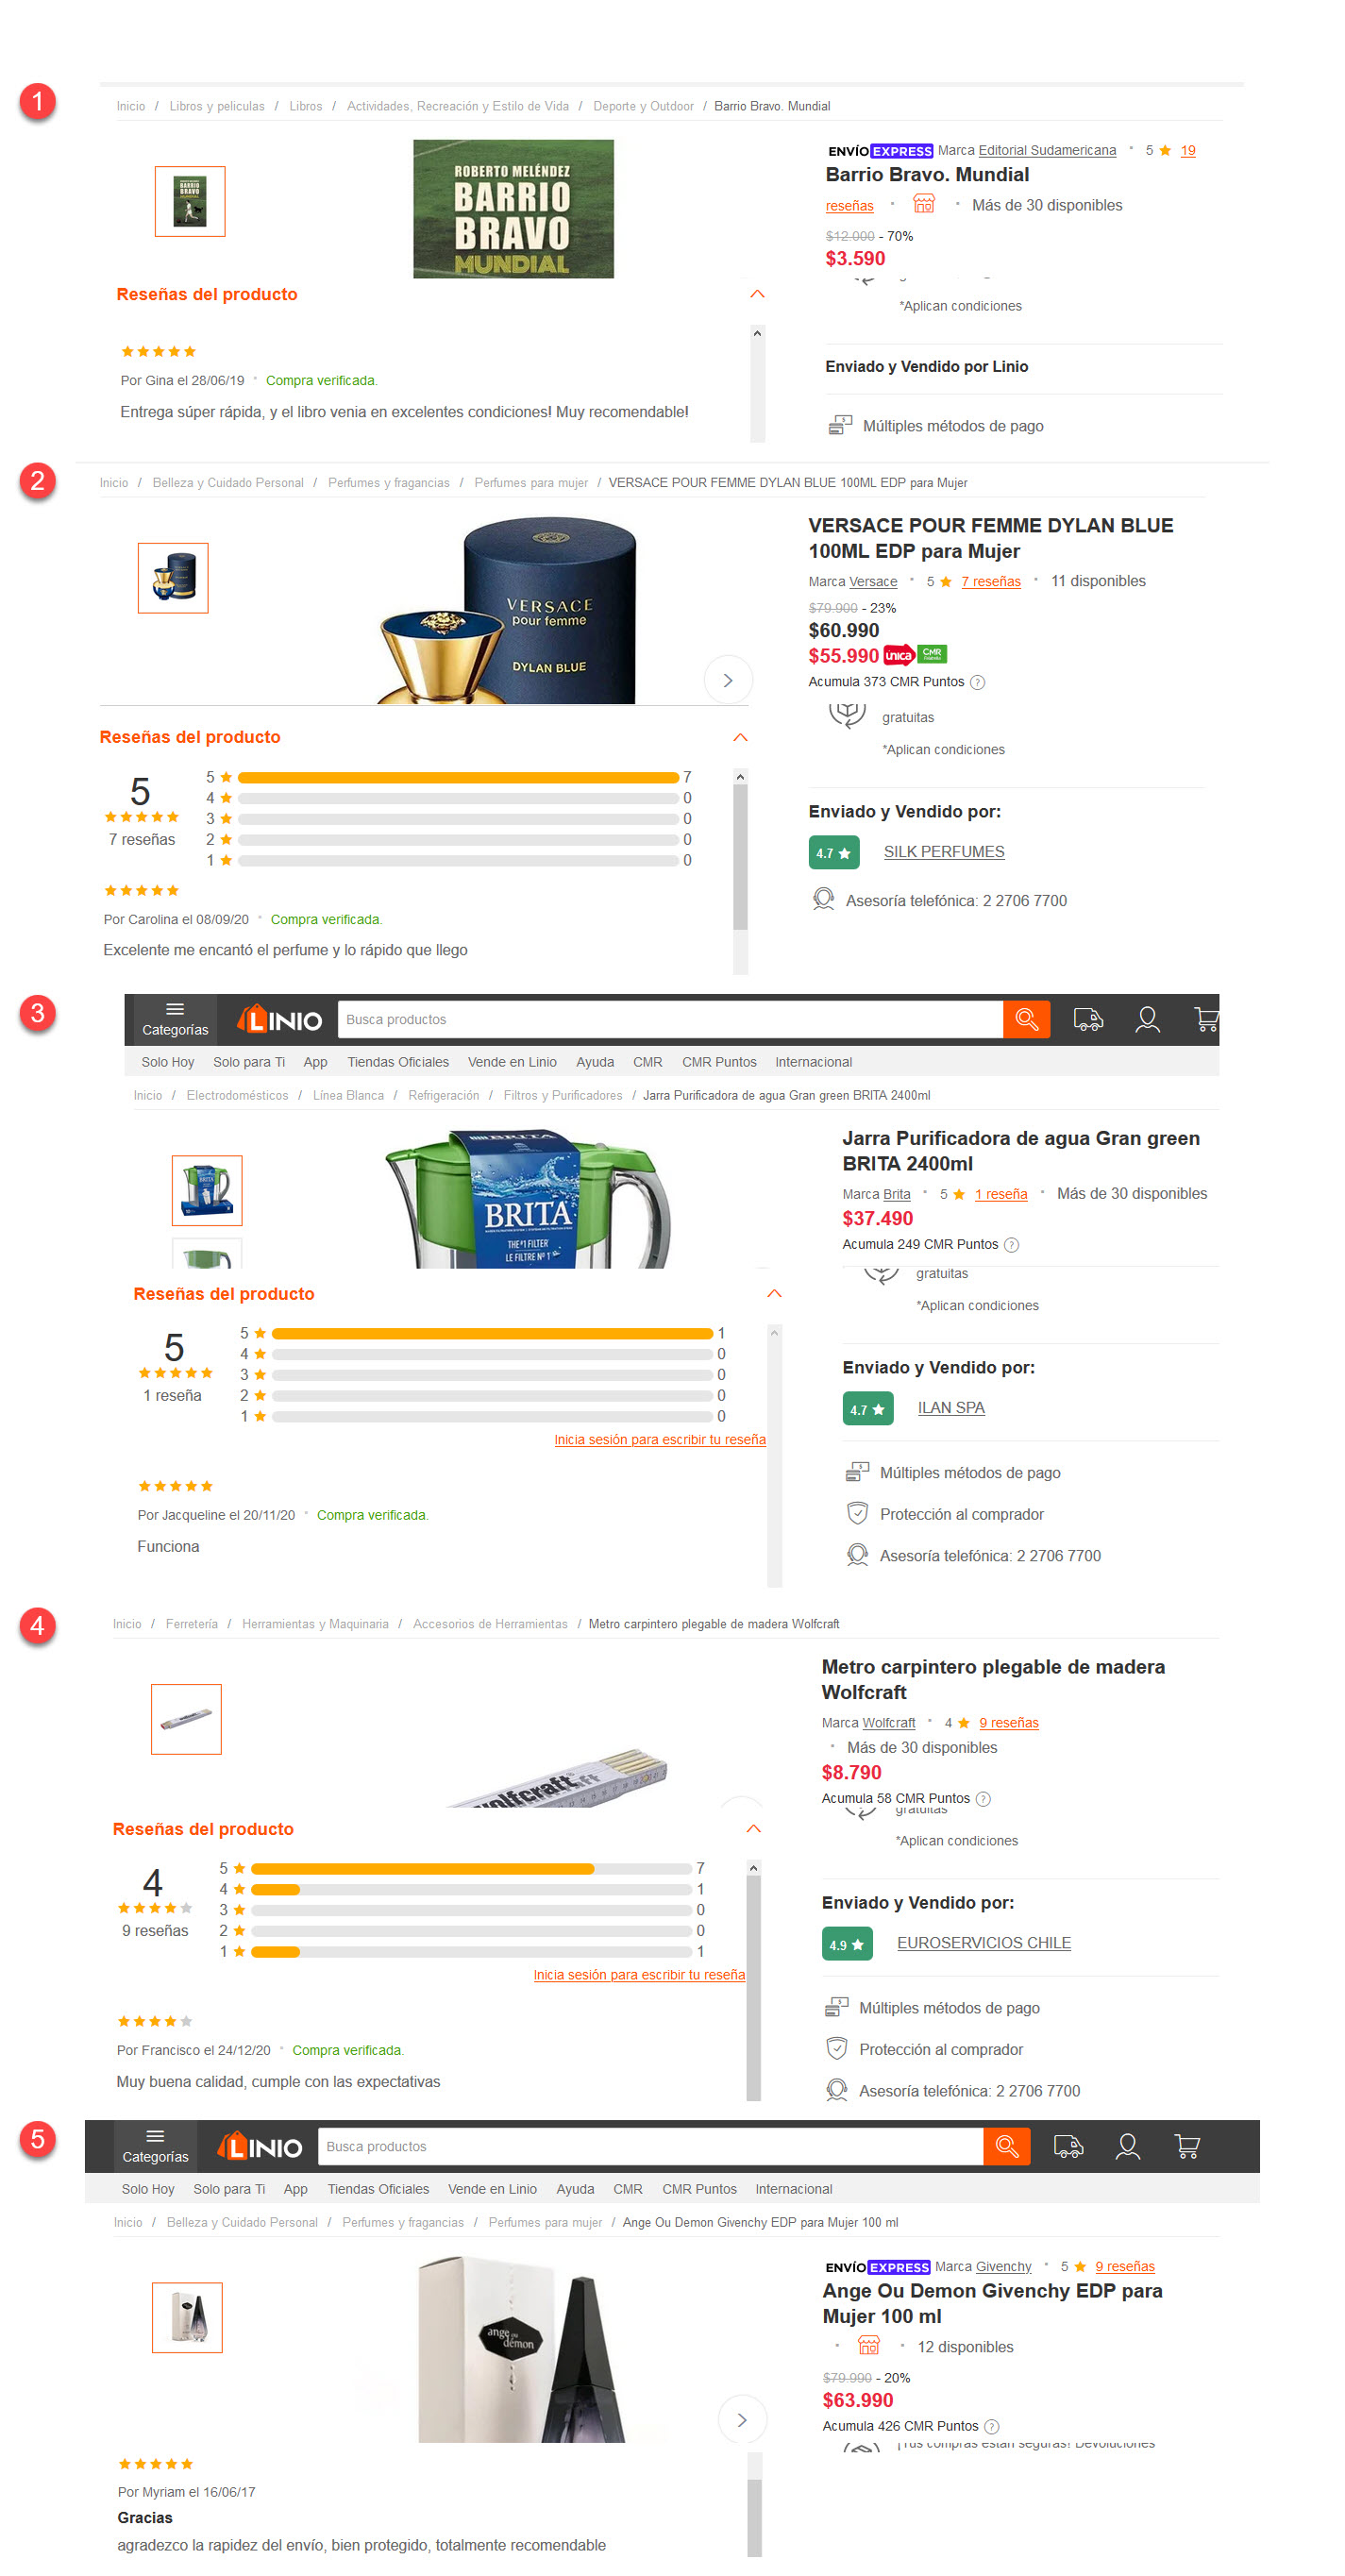 1
Inicio / Libros y peliculas / Libros / Actividades, Recreación y Estilo de Vida / Deporte y Outdoor / Barrio Bravo. Mundial
ROBERTO MELÉNDEZ
BARRIO
BRAVO
MUNDIAL
BARRIO
BRAVO
ENVÍO EXPRESS Marca Editorial Sudamericana • 5 ★ 19
Barrio Bravo. Mundial
reseñas • • Más de 30 disponibles
$12.000 - 70%
$3.590
Reseñas del producto
*Aplican condiciones
★★★★★
Por Gina el 28/06/19 • Compra verificada.
Entrega súper rápida, y el libro venia en excelentes condiciones! Muy recomendable!
Enviado y Vendido por Linio
Múltiples métodos de pago
2
Inicio / Belleza y Cuidado Personal / Perfumes y fragancias / Perfumes para mujer / VERSACE POUR FEMME DYLAN BLUE 100ML EDP para Mujer
VERSACE
pour femme
DYLAN BLUE
VERSACE POUR FEMME DYLAN BLUE
100ML EDP para Mujer
Marca Versace • 5 ★ 7 reseñas • 11 disponibles
$79.900 - 23%
$60.990
$55.990 única CMR
Acumula 373 CMR Puntos ?
gratuitas
*Aplican condiciones
Reseñas del producto
5
★★★★★
7 reseñas
5 ★ 7
4 ★ 0
3 ★ 0
2 ★ 0
1 ★ 0
★★★★★
Por Carolina el 08/09/20 • Compra verificada.
Excelente me encantó el perfume y lo rápido que llego
Enviado y Vendido por:
4.7 ★ SILK PERFUMES
Asesoría telefónica: 2 2706 7700
3
Categorías LINIO Busca productos
Solo Hoy Solo para Ti App Tiendas Oficiales Vende en Linio Ayuda CMR CMR Puntos Internacional
Inicio / Electrodomésticos / Línea Blanca / Refrigeración / Filtros y Purificadores / Jarra Purificadora de agua Gran green BRITA 2400ml
BRITA
BRITA
BRITA
THE #1 FILTER
LE FILTRE Nº 1
Jarra Purificadora de agua Gran green
BRITA 2400ml
Marca Brita • 5 ★ 1 reseña • Más de 30 disponibles
$37.490
Acumula 249 CMR Puntos ?
gratuitas
*Aplican condiciones
Reseñas del producto
5
★★★★★
1 reseña
5 ★ 1
4 ★ 0
3 ★ 0
2 ★ 0
1 ★ 0
Inicia sesión para escribir tu reseña
★★★★★
Por Jacqueline el 20/11/20 • Compra verificada.
Funciona
Enviado y Vendido por:
4.7 ★ ILAN SPA
Múltiples métodos de pago
Protección al comprador
Asesoría telefónica: 2 2706 7700
4
Inicio / Ferretería / Herramientas y Maquinaria / Accesorios de Herramientas / Metro carpintero plegable de madera Wolfcraft
wolfcraft
Metro carpintero plegable de madera
Wolfcraft
Marca Wolfcraft • 4 ★ 9 reseñas
• Más de 30 disponibles
$8.790
Acumula 58 CMR Puntos ?
gratuitas
*Aplican condiciones
Reseñas del producto
4
★★★★★
9 reseñas
5 ★ 7
4 ★ 1
3 ★ 0
2 ★ 0
1 ★ 1
Inicia sesión para escribir tu reseña
★★★★★
Por Francisco el 24/12/20 • Compra verificada.
Muy buena calidad, cumple con las expectativas
Enviado y Vendido por:
4.9 ★ EUROSERVICIOS CHILE
Múltiples métodos de pago
Protección al comprador
Asesoría telefónica: 2 2706 7700
5
Categorías LINIO Busca productos
Solo Hoy Solo para Ti App Tiendas Oficiales Vende en Linio Ayuda CMR CMR Puntos Internacional
Inicio / Belleza y Cuidado Personal / Perfumes y fragancias / Perfumes para mujer / Ange Ou Demon Givenchy EDP para Mujer 100 ml
ange ou
démon
ENVÍO EXPRESS Marca Givenchy • 5 ★ 9 reseñas
Ange Ou Demon Givenchy EDP para
Mujer 100 ml
• • 12 disponibles
$79.990 - 20%
$63.990
Acumula 426 CMR Puntos ?
¡Tus compras están seguras! Devoluciones
★★★★★
Por Myriam el 16/06/17
Gracias
agradezco la rapidez del envío, bien protegido, totalmente recomendable